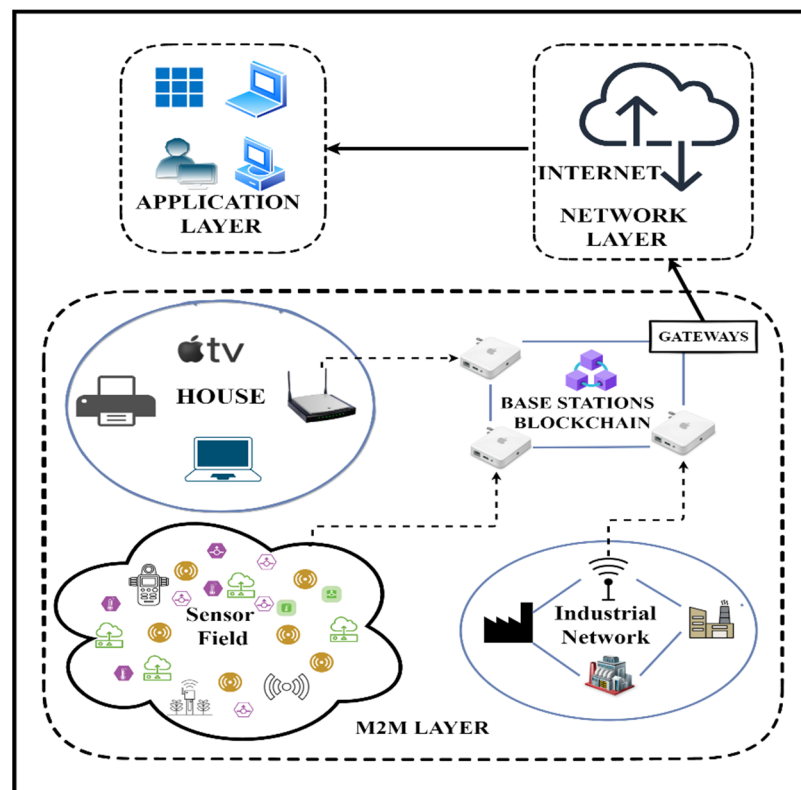 APPLICATION
LAYER
INTERNET
NETWORK
LAYER
GATEWAYS
tv
HOUSE
BASE STATIONS
BLOCKCHAIN
Sensor
Field
Industrial
Network
M2M LAYER